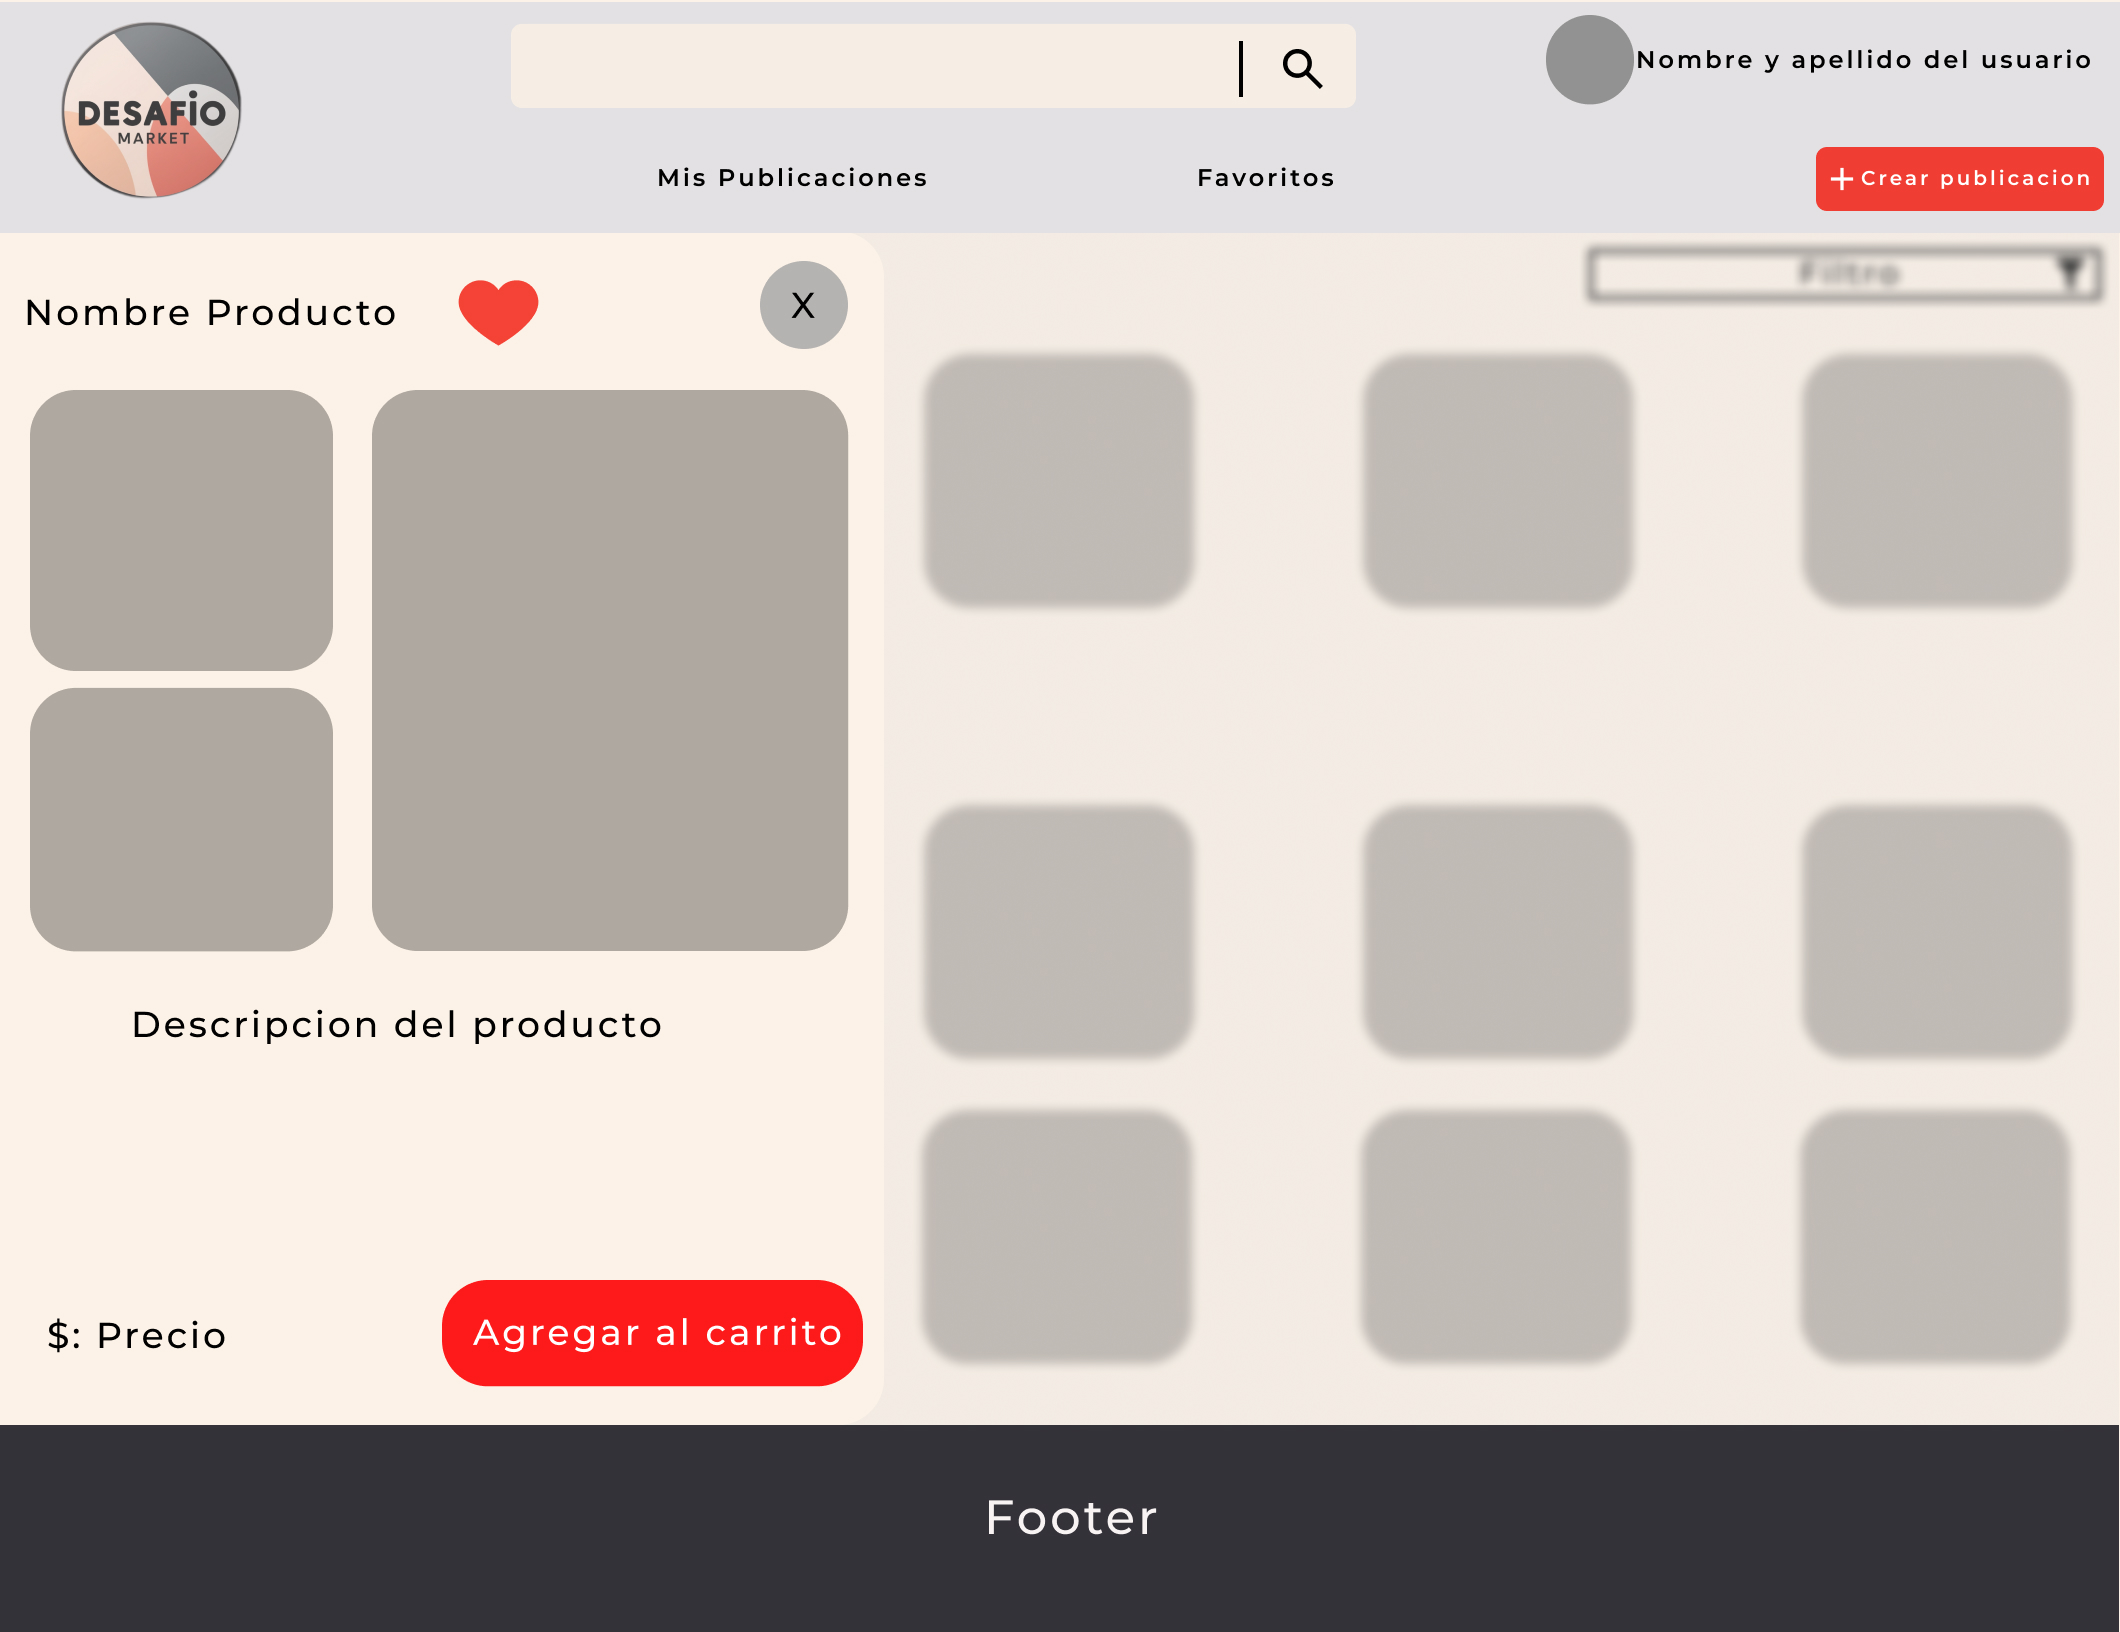 DESAFİO
MARKET
Nombre y apellido del usuario
Mis Publicaciones
Favoritos
+ Crear publicacion
Filtro
Nombre Producto
X
Descripcion del producto
$: Precio
Agregar al carrito
Footer